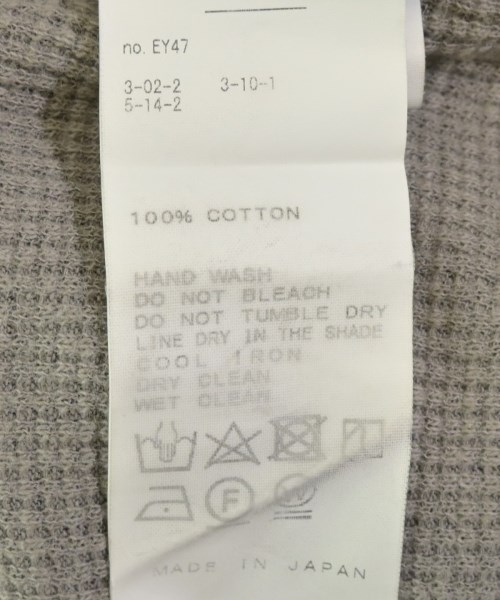 no. EY47
3-02-2 3-10-1
5-14-2
100% COTTON
HAND WASH
DO NOT BLEACH
DO NOT TUMBLE DRY
LINE DRY IN THE SHADE
COOL IRON
DRY CLEAN
WET CLEAN
F W
MADE IN JAPAN